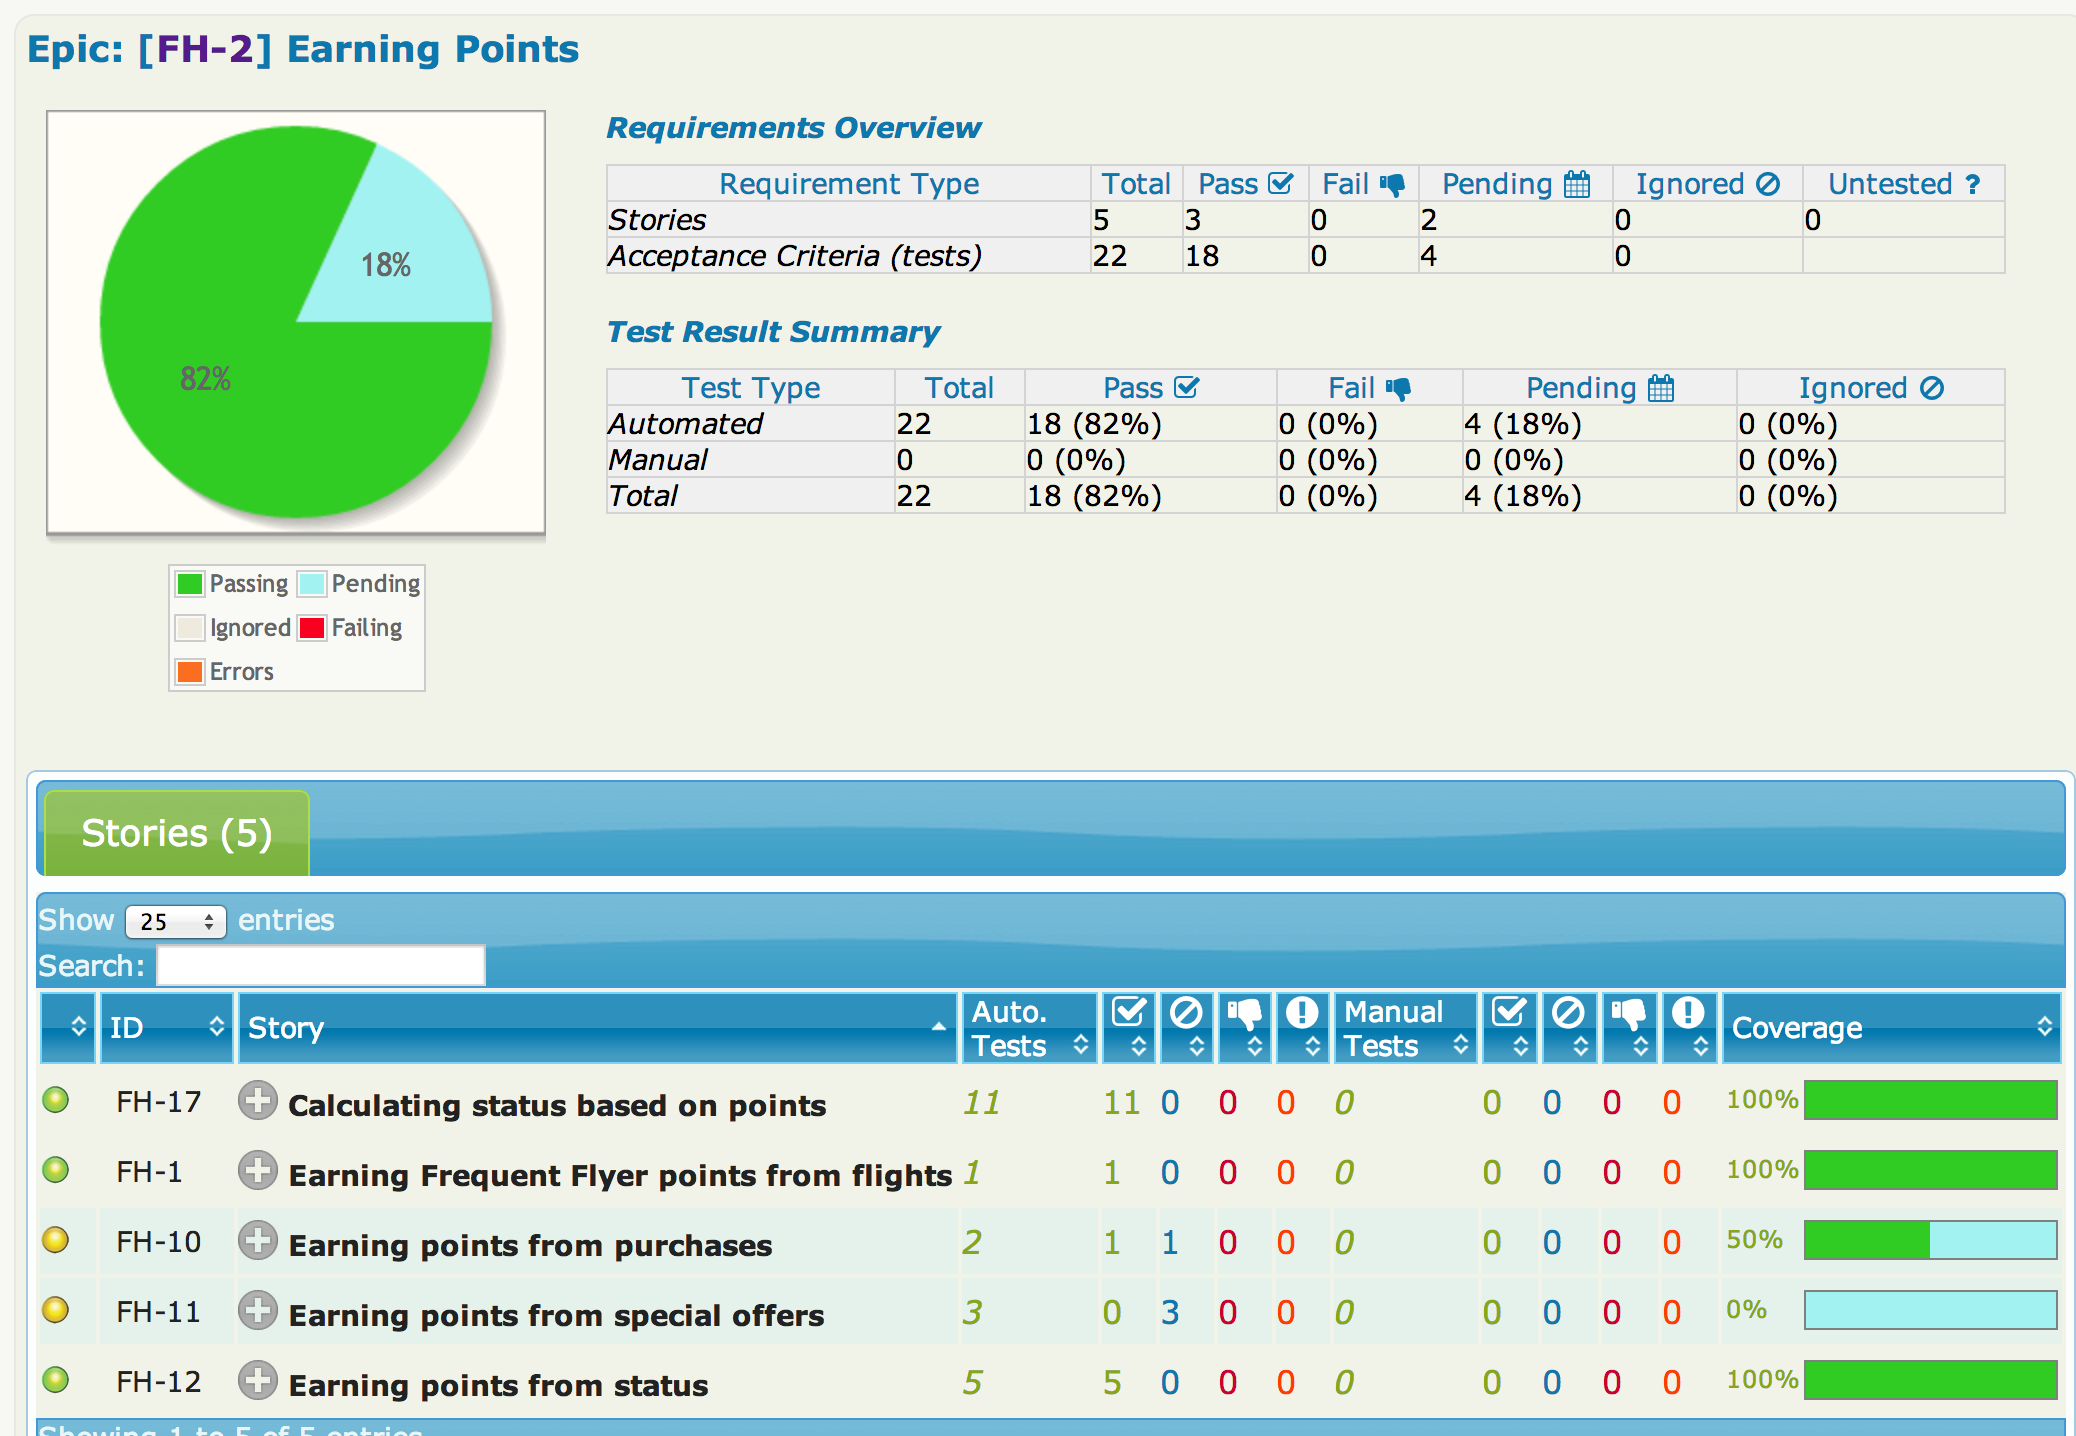 Epic: [FH-2] Earning Points
18%
82%
Passing Pending
Ignored Failing
Errors
Requirements Overview
Requirement Type Total Pass Fail Pending Ignored Untested ?
Stories 5 3 0 2 0 0
Acceptance Criteria (tests) 22 18 0 4 0
Test Result Summary
Test Type Total Pass Fail Pending Ignored
Automated 22 18 (82%) 0 (0%) 4 (18%) 0 (0%)
Manual 0 0 (0%) 0 (0%) 0 (0%) 0 (0%)
Total 22 18 (82%) 0 (0%) 4 (18%) 0 (0%)
Stories (5)
Show 25 entries
Search:
ID Story Auto. Tests Manual Tests Coverage
FH-17 Calculating status based on points 11 11 0 0 0 0 0 0 0 0 100%
FH-1 Earning Frequent Flyer points from flights 1 1 0 0 0 0 0 0 0 0 100%
FH-10 Earning points from purchases 2 1 1 0 0 0 0 0 0 0 50%
FH-11 Earning points from special offers 3 0 3 0 0 0 0 0 0 0 0%
FH-12 Earning points from status 5 5 0 0 0 0 0 0 0 0 100%
Showing 1 to 5 of 5 entries